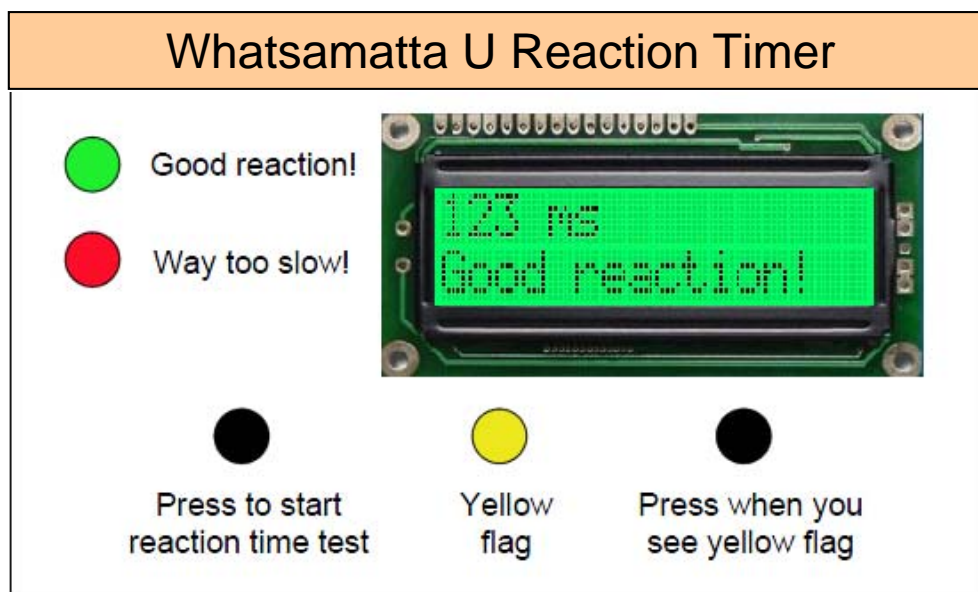 Whatsamatta U Reaction Timer
Good reaction!
Way too slow!
123 ms
Good reaction!
Press to start
reaction time test
Yellow
flag
Press when you
see yellow flag